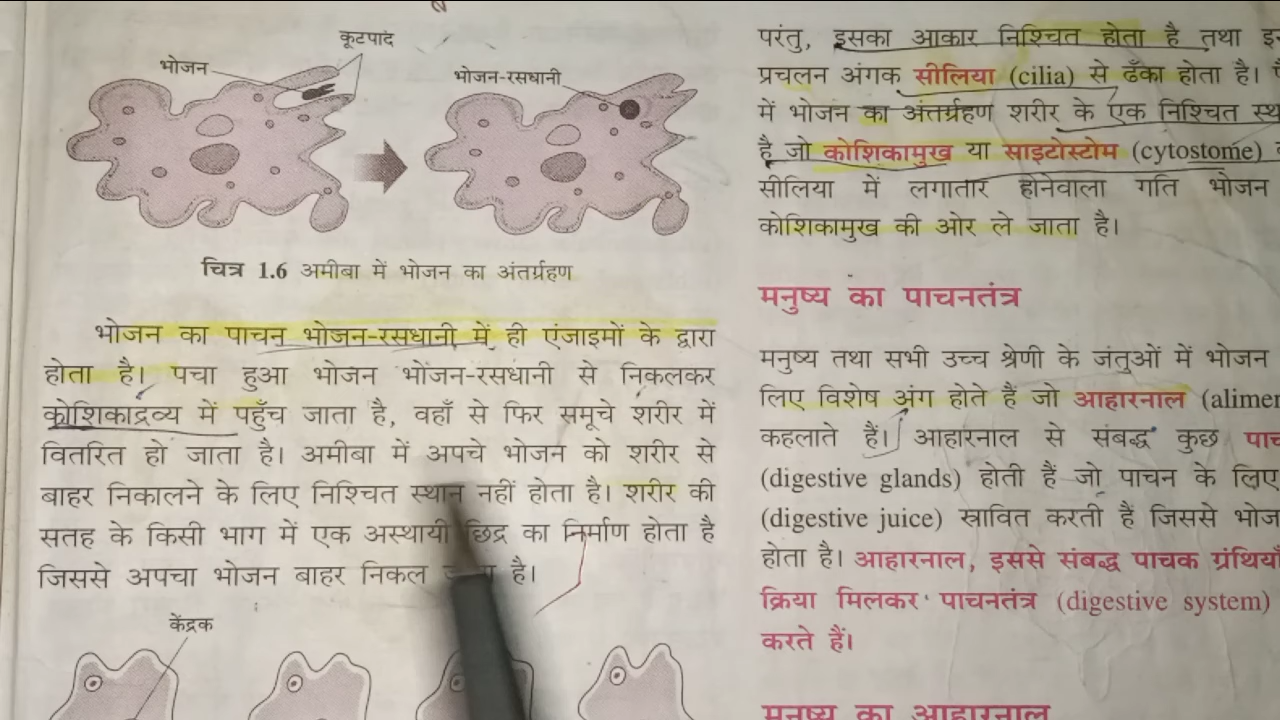 कूटपाद
भोजन
भोजन-रसधानी
चित्र 1.6 अमीबा में भोजन का अंतर्ग्रहण
भोजन का पाचन भोजन-रसधानी में ही एंजाइमों के द्वारा
होता है। पचा हुआ भोजन भोजन-रसधानी से निकलकर
कोशिकाद्रव्य में पहुँच जाता है, वहाँ से फिर समूचे शरीर में
वितरित हो जाता है। अमीबा में अपचे भोजन को शरीर से
बाहर निकालने के लिए निश्चित स्थान नहीं होता है। शरीर की
सतह के किसी भाग में एक अस्थायी छिद्र का निर्माण होता है
जिससे अपचा भोजन बाहर निकल है।
केंद्रक
परंतु, इसका आकार निश्चित होता है तथा
प्रचलन अंगक सीलिया (cilia) से ढँका होता है।
में भोजन का अंतर्ग्रहण शरीर के एक निश्चित
है जो कोशिकामुख या साइटोस्टोम (cytostome)
सीलिया में लगातार होनेवाला गति भोजन
कोशिकामुख की ओर ले जाता है।
मनुष्य का पाचनतंत्र
मनुष्य तथा सभी उच्च श्रेणी के जंतुओं में भोजन
लिए विशेष अंग होते हैं जो आहारनाल
कहलाते हैं। आहारनाल से संबद्ध कुछ
(digestive glands) होती हैं जो पाचन के लिए
(digestive juice) स्रावित करती हैं जिससे
होता है। आहारनाल, इससे संबद्ध पाचक
क्रिया मिलकर पाचनतंत्र (digestive system)
करते हैं।
मनुष्य का आहारनाल